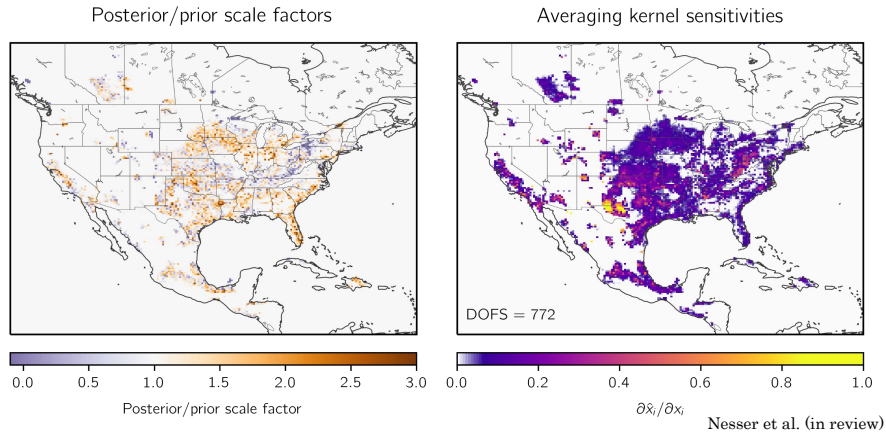 Posterior/prior scale factors
Averaging kernel sensitivities
DOFS = 772
0.0 0.5 1.0 1.5 2.0 2.5 3.0
0.0 0.2 0.4 0.6 0.8 1.0
Posterior/prior scale factor
∂x̂ᵢ/∂xᵢ
Nesser et al. (in review)